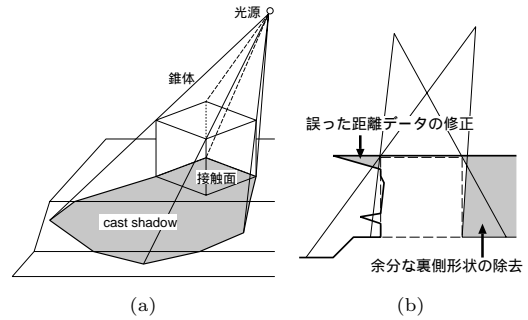 光源
錐体
接触面
cast shadow
(a)
誤った距離データの修正
余分な裏側形状の除去
(b)